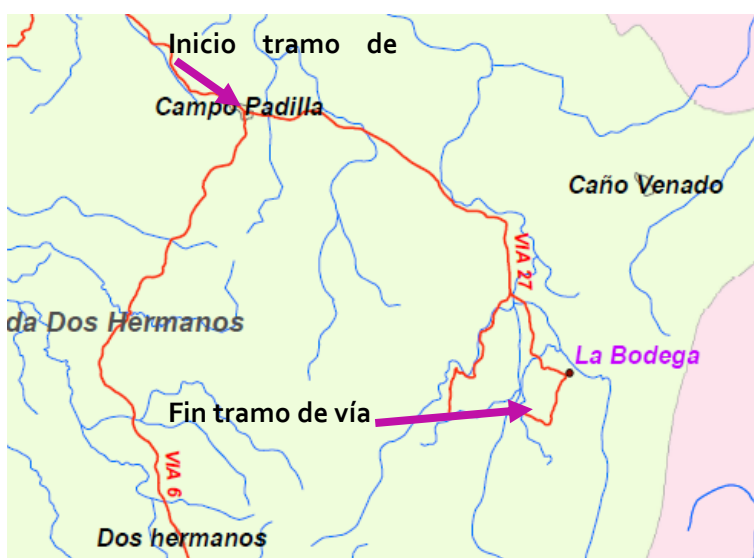 Inicio tramo de
Campo Padilla
Caño Venado
VIA 27
da Dos Hermanos
La Bodega
Fin tramo de vía
VIA 6
Dos hermanos